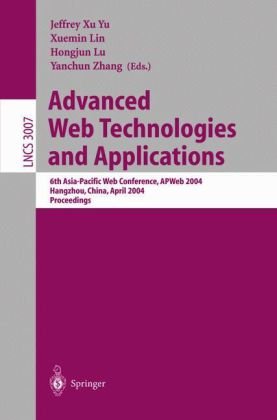 Jeffrey Xu Yu
Xuemin Lin
Hongjun Lu
Yanchun Zhang (Eds.)
LNCS 3007
Advanced
Web Technologies
and Applications
6th Asia-Pacific Web Conference, APWeb 2004
Hangzhou, China, April 2004
Proceedings
Springer